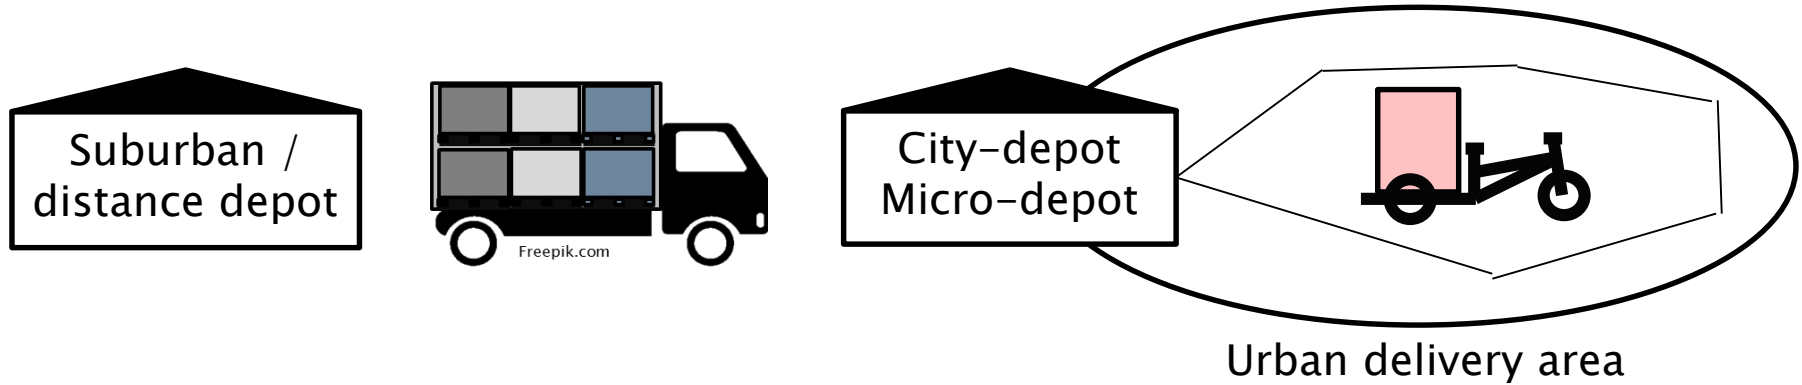 Suburban /
distance depot
Freepik.com
City-depot
Micro-depot
Urban delivery area